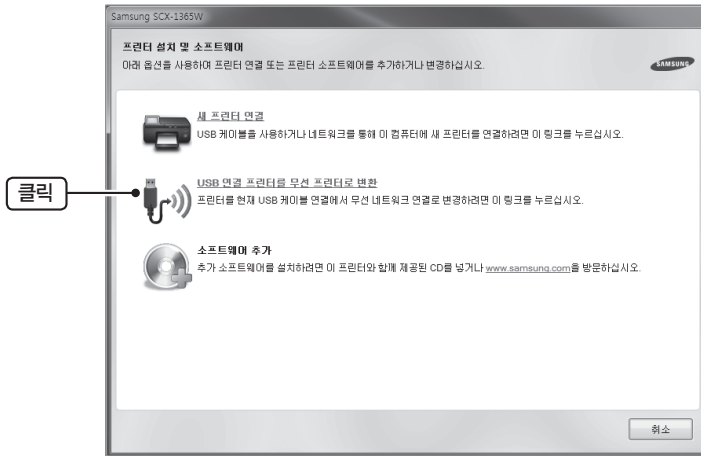 Samsung SCX-1365W
프린터 설치 및 소프트웨어
아래 옵션을 사용하여 프린터 연결 또는 프린터 소프트웨어를 추가하거나 변경하십시오.
SAMSUNG
새 프린터 연결
USB 케이블을 사용하거나 네트워크를 통해 이 컴퓨터에 새 프린터를 연결하려면 이 링크를 누르십시오.
클릭
USB 연결 프린터를 무선 프린터로 변환
프린터를 현재 USB 케이블 연결에서 무선 네트워크 연결로 변경하려면 이 링크를 누르십시오.
소프트웨어 추가
추가 소프트웨어를 설치하려면 이 프린터와 함께 제공된 CD를 넣거나 www.samsung.com을 방문하십시오.
취소